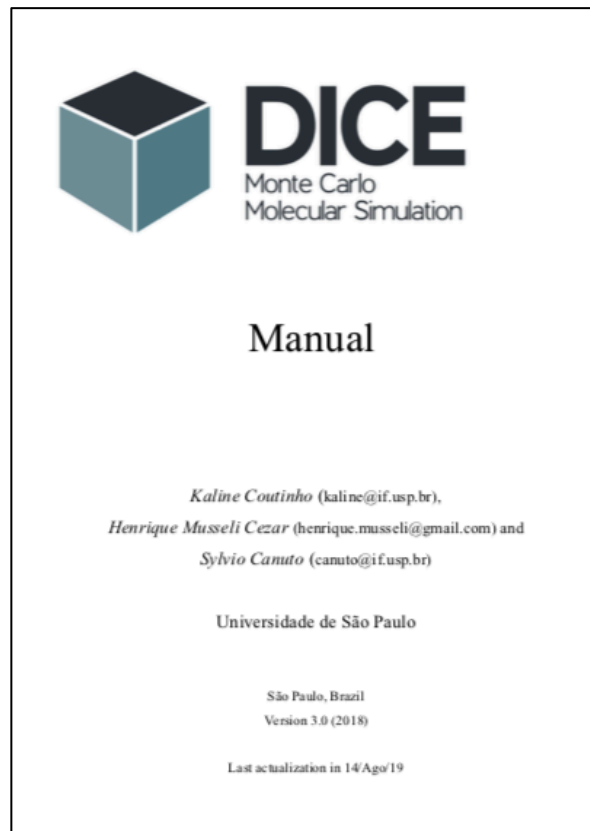 DICE
Monte Carlo
Molecular Simulation
Manual
Kaline Coutinho (kaline@if.usp.br),
Henrique Musseli Cezar (henrique.musseli@gmail.com) and
Sylvio Canuto (canuto@if.usp.br)
Universidade de São Paulo
São Paulo, Brazil
Version 3.0 (2018)
Last actualization in 14/Ago/19